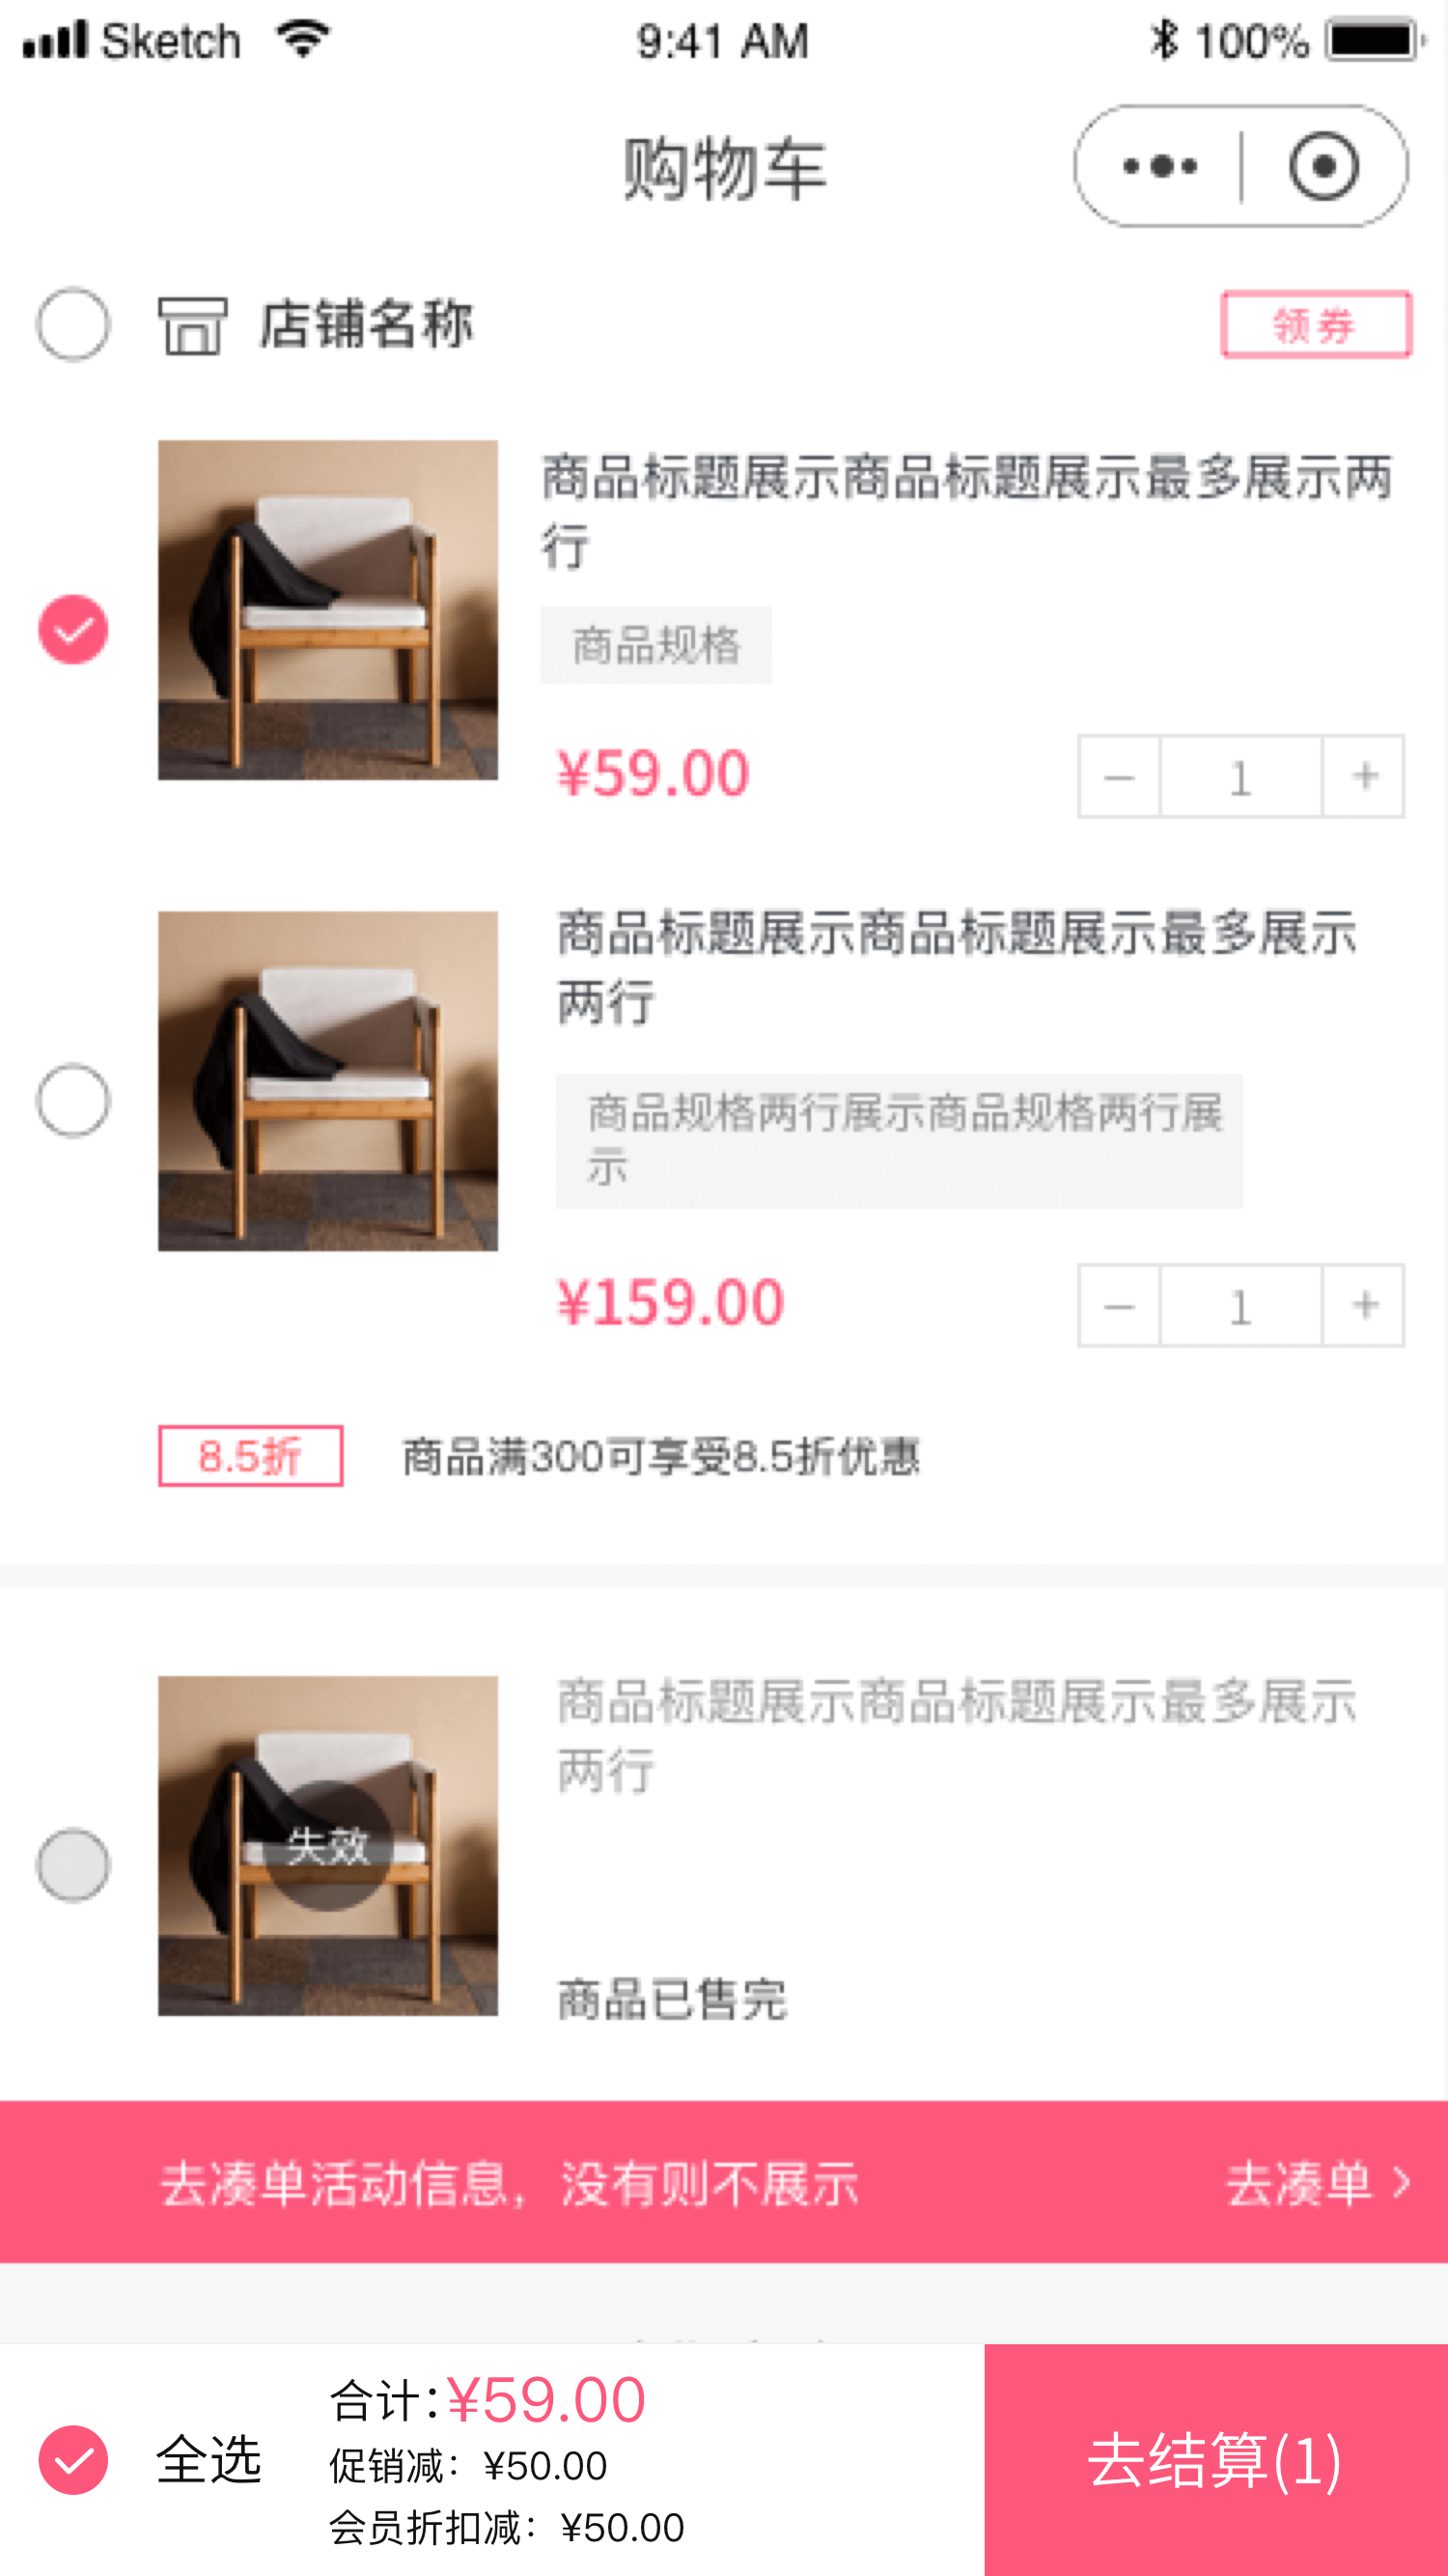 Sketch 9:41 AM 100%
购物车
店铺名称 领券
商品标题展示商品标题展示最多展示两
行
商品规格
¥59.00 － 1 +
商品标题展示商品标题展示最多展示
两行
商品规格两行展示商品规格两行展
示
¥159.00 － 1 +
8.5折 商品满300可享受8.5折优惠
商品标题展示商品标题展示最多展示
两行
失效
商品已售完
去凑单活动信息，没有则不展示 去凑单 >
合计：¥59.00
全选
促销减：¥50.00
会员折扣减：¥50.00
去结算(1)